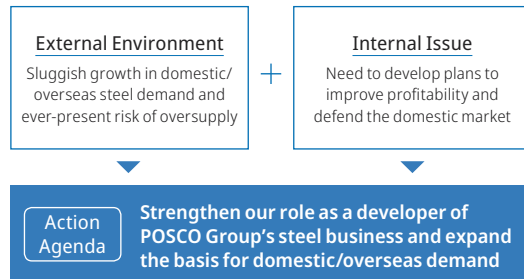 External Environment
Sluggish growth in domestic/
overseas steel demand and
ever-present risk of oversupply
+
Internal Issue
Need to develop plans to
improve profitability and
defend the domestic market
Action
Agenda
Strengthen our role as a developer of
POSCO Group's steel business and expand
the basis for domestic/overseas demand